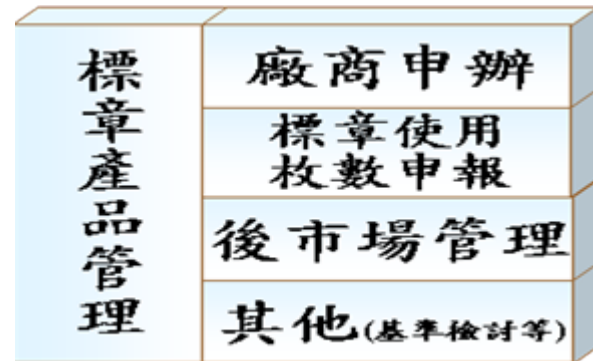 標章產品管理
廠商申辦
標章使用
枚數申報
後市場管理
其他(基準檢討等)